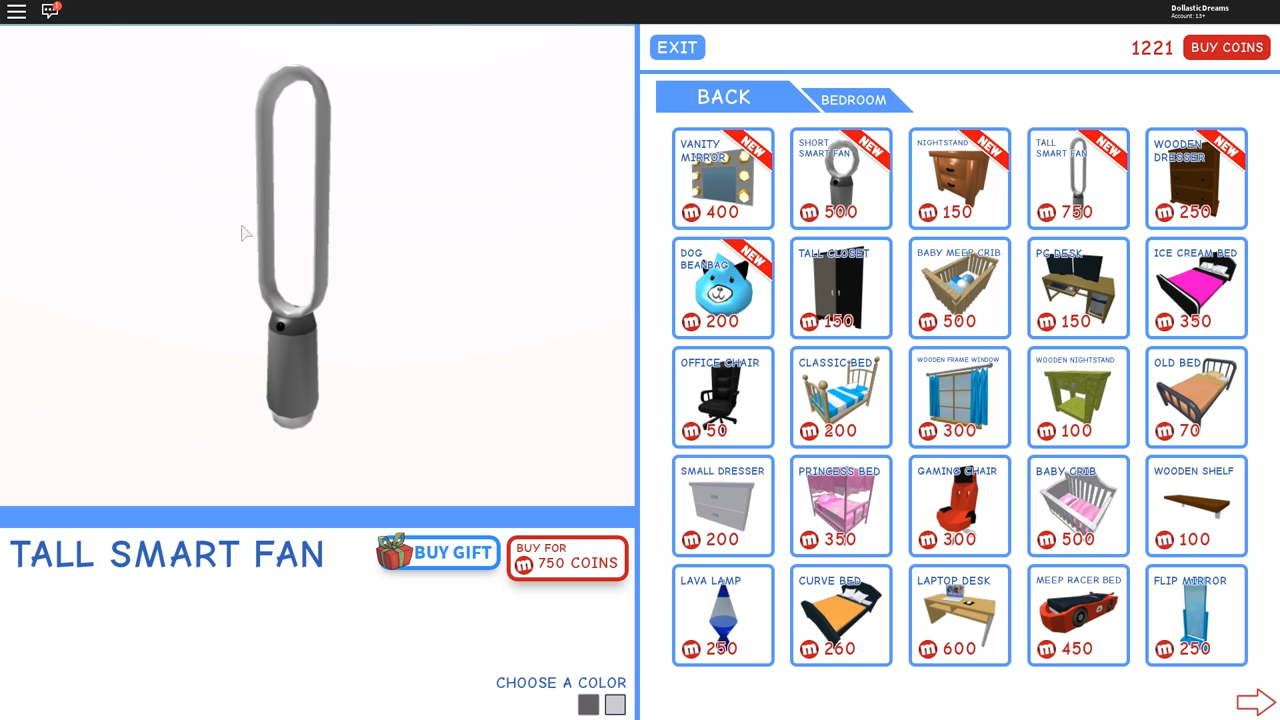 DollasticDreams
Account: 13+
EXIT
1221
BUY COINS
BACK
BEDROOM
VANITY
MIRROR
NEW
400
SHORT
SMART FAN
NEW
500
NIGHTSTAND
NEW
150
TALL
SMART FAN
NEW
750
WOODEN
DRESSER
NEW
250
DOG
BEANBAG
NEW
200
TALL CLOSET
150
BABY MEEP CRIB
500
PC DESK
150
ICE CREAM BED
350
OFFICE CHAIR
50
CLASSIC BED
200
WOODEN FRAME WINDOW
300
WOODEN NIGHTSTAND
100
OLD BED
70
SMALL DRESSER
200
PRINCESS BED
350
GAMING CHAIR
300
BABY CRIB
500
WOODEN SHELF
100
LAVA LAMP
250
CURVE BED
260
LAPTOP DESK
600
MEEP RACER BED
450
FLIP MIRROR
250
TALL SMART FAN
BUY GIFT
BUY FOR
m 750 COINS
CHOOSE A COLOR